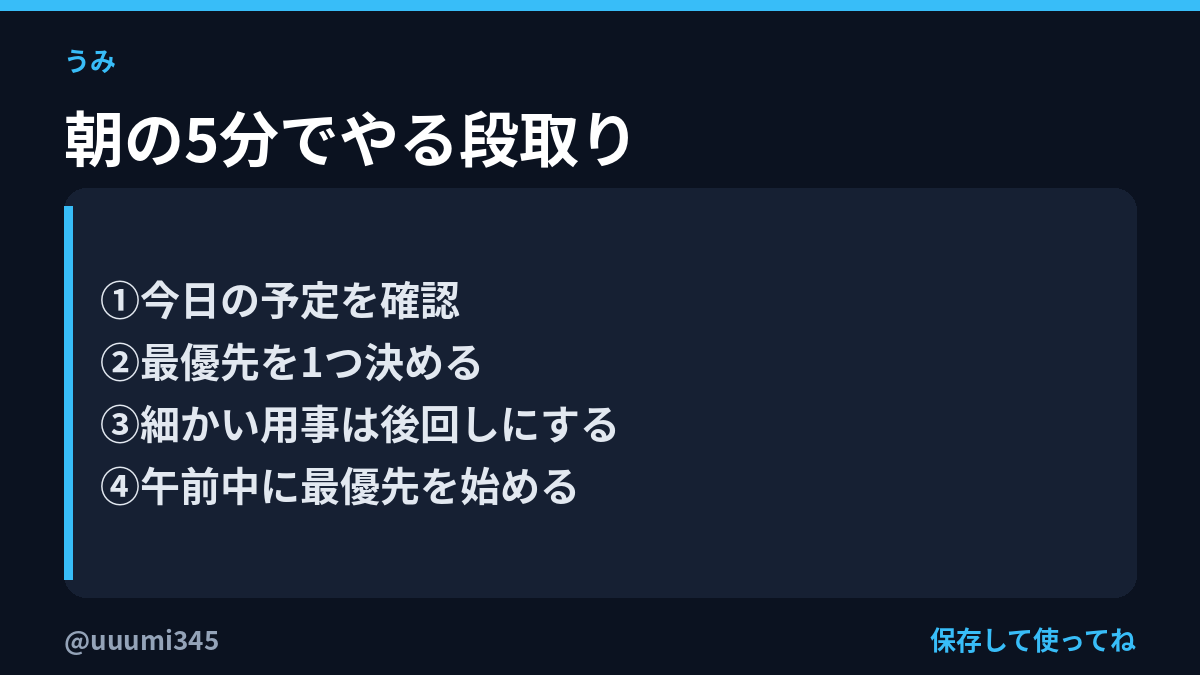 うみ
朝の5分でやる段取り
①今日の予定を確認
②最優先を1つ決める
③細かい用事は後回しにする
④午前中に最優先を始める
@uuumi345
保存して使ってね